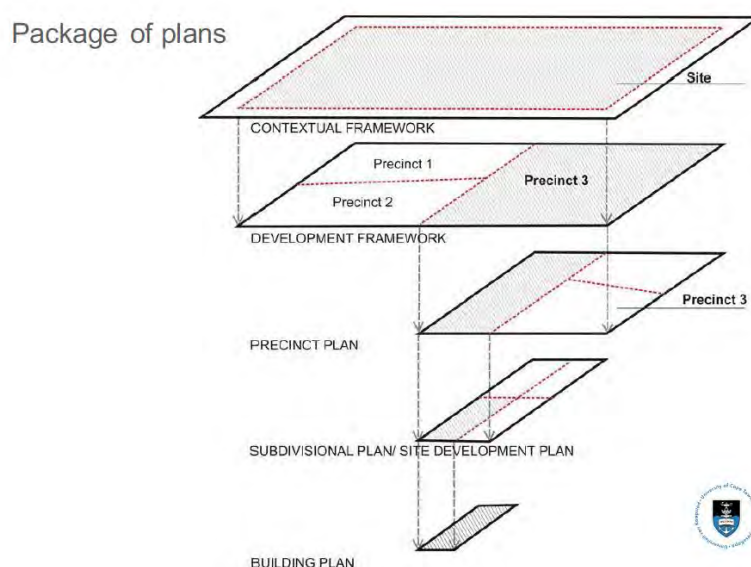 Package of plans
Site
CONTEXTUAL FRAMEWORK
Precinct 1
Precinct 3
Precinct 2
DEVELOPMENT FRAMEWORK
Precinct 3
PRECINCT PLAN
SUBDIVISIONAL PLAN/ SITE DEVELOPMENT PLAN
BUILDING PLAN